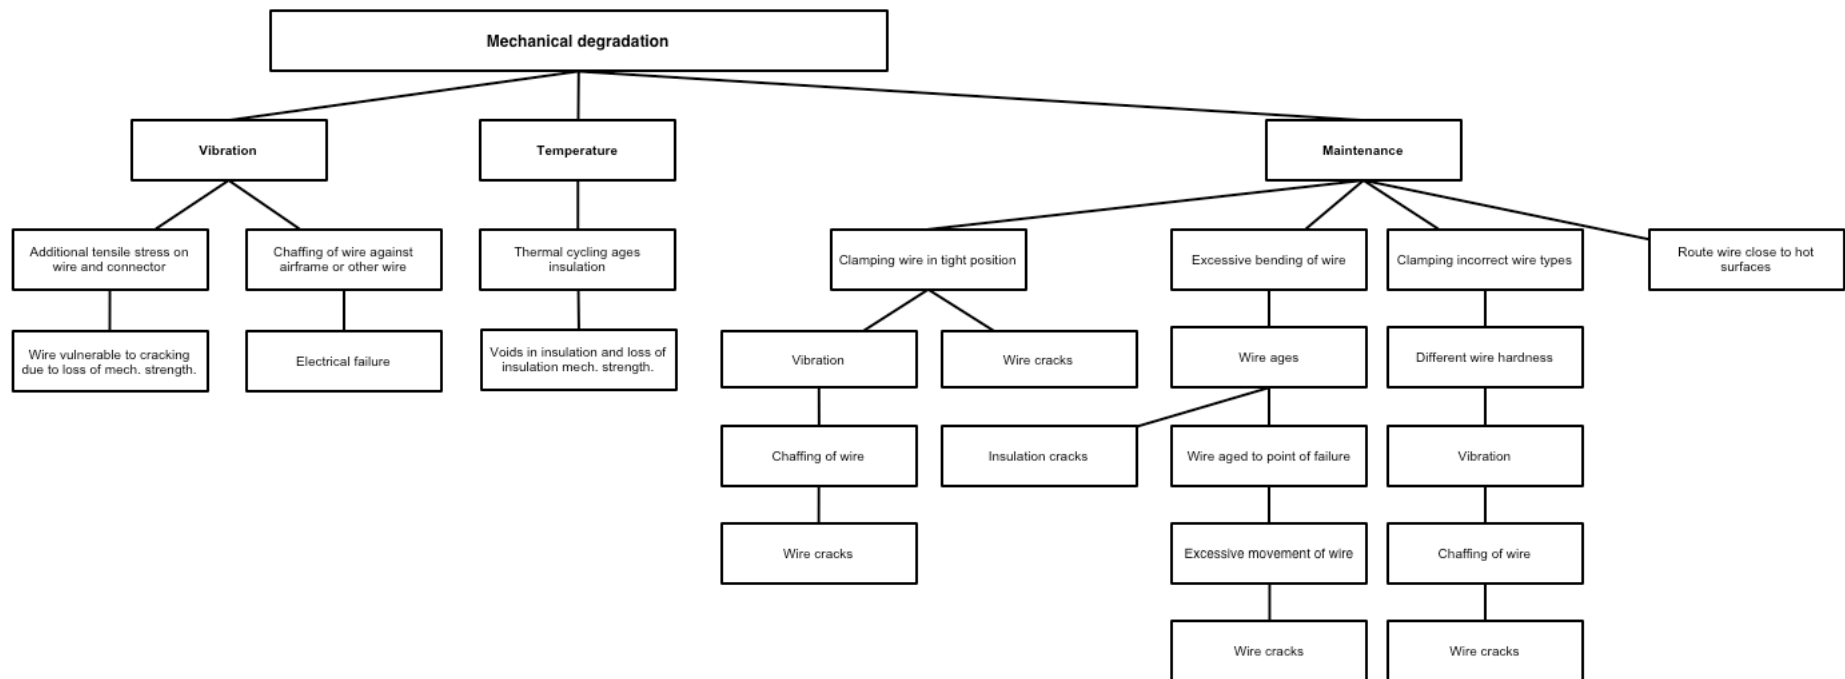 Mechanical degradation
Vibration
Temperature
Maintenance
Additional tensile stress on
wire and connector
Chaffing of wire against
airframe or other wire
Thermal cycling ages
insulation
Clamping wire in tight position
Excessive bending of wire
Clamping incorrect wire types
Route wire close to hot
surfaces
Wire vulnerable to cracking
due to loss of mech. strength.
Electrical failure
Voids in insulation and loss of
insulation mech. strength.
Vibration
Wire cracks
Wire ages
Different wire hardness
Chaffing of wire
Insulation cracks
Wire aged to point of failure
Vibration
Wire cracks
Excessive movement of wire
Chaffing of wire
Wire cracks
Wire cracks